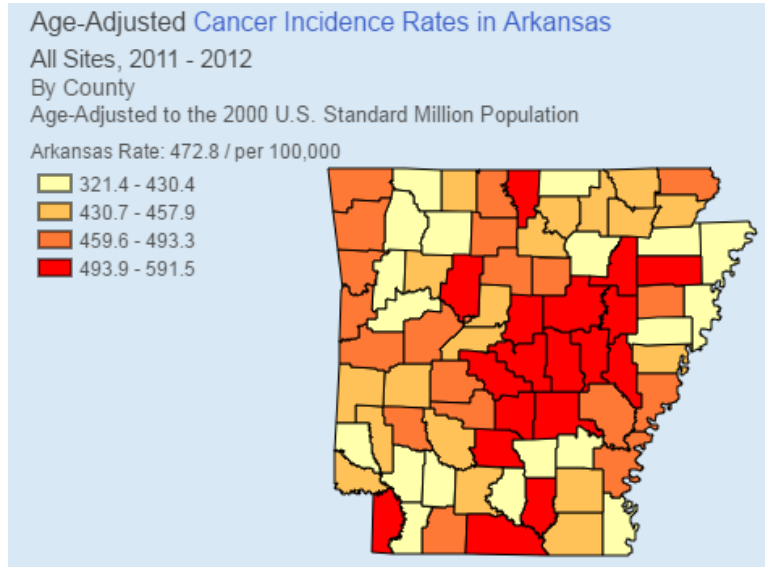 Age-Adjusted Cancer Incidence Rates in Arkansas
All Sites, 2011 - 2012
By County
Age-Adjusted to the 2000 U.S. Standard Million Population
Arkansas Rate: 472.8 / per 100,000
321.4 - 430.4
430.7 - 457.9
459.6 - 493.3
493.9 - 591.5